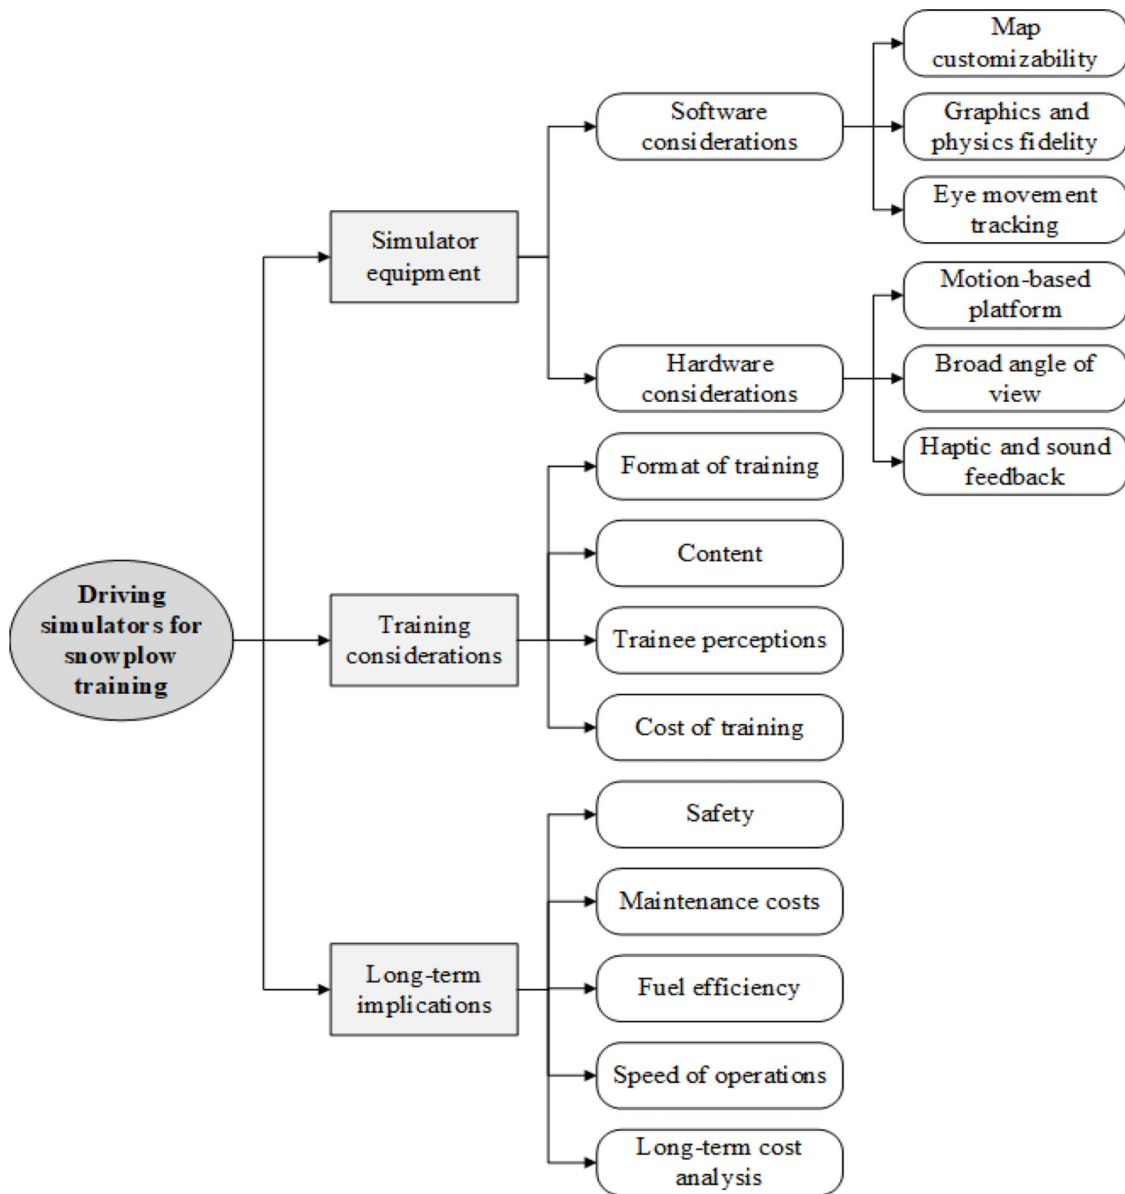 Driving
simulators for
snowplow
training
Simulator
equipment
Software
considerations
Map
customizability
Graphics and
physics fidelity
Eye movement
tracking
Hardware
considerations
Motion-based
platform
Broad angle of
view
Haptic and sound
feedback
Training
considerations
Format of training
Content
Trainee perceptions
Cost of training
Long-term
implications
Safety
Maintenance costs
Fuel efficiency
Speed of operations
Long-term cost
analysis